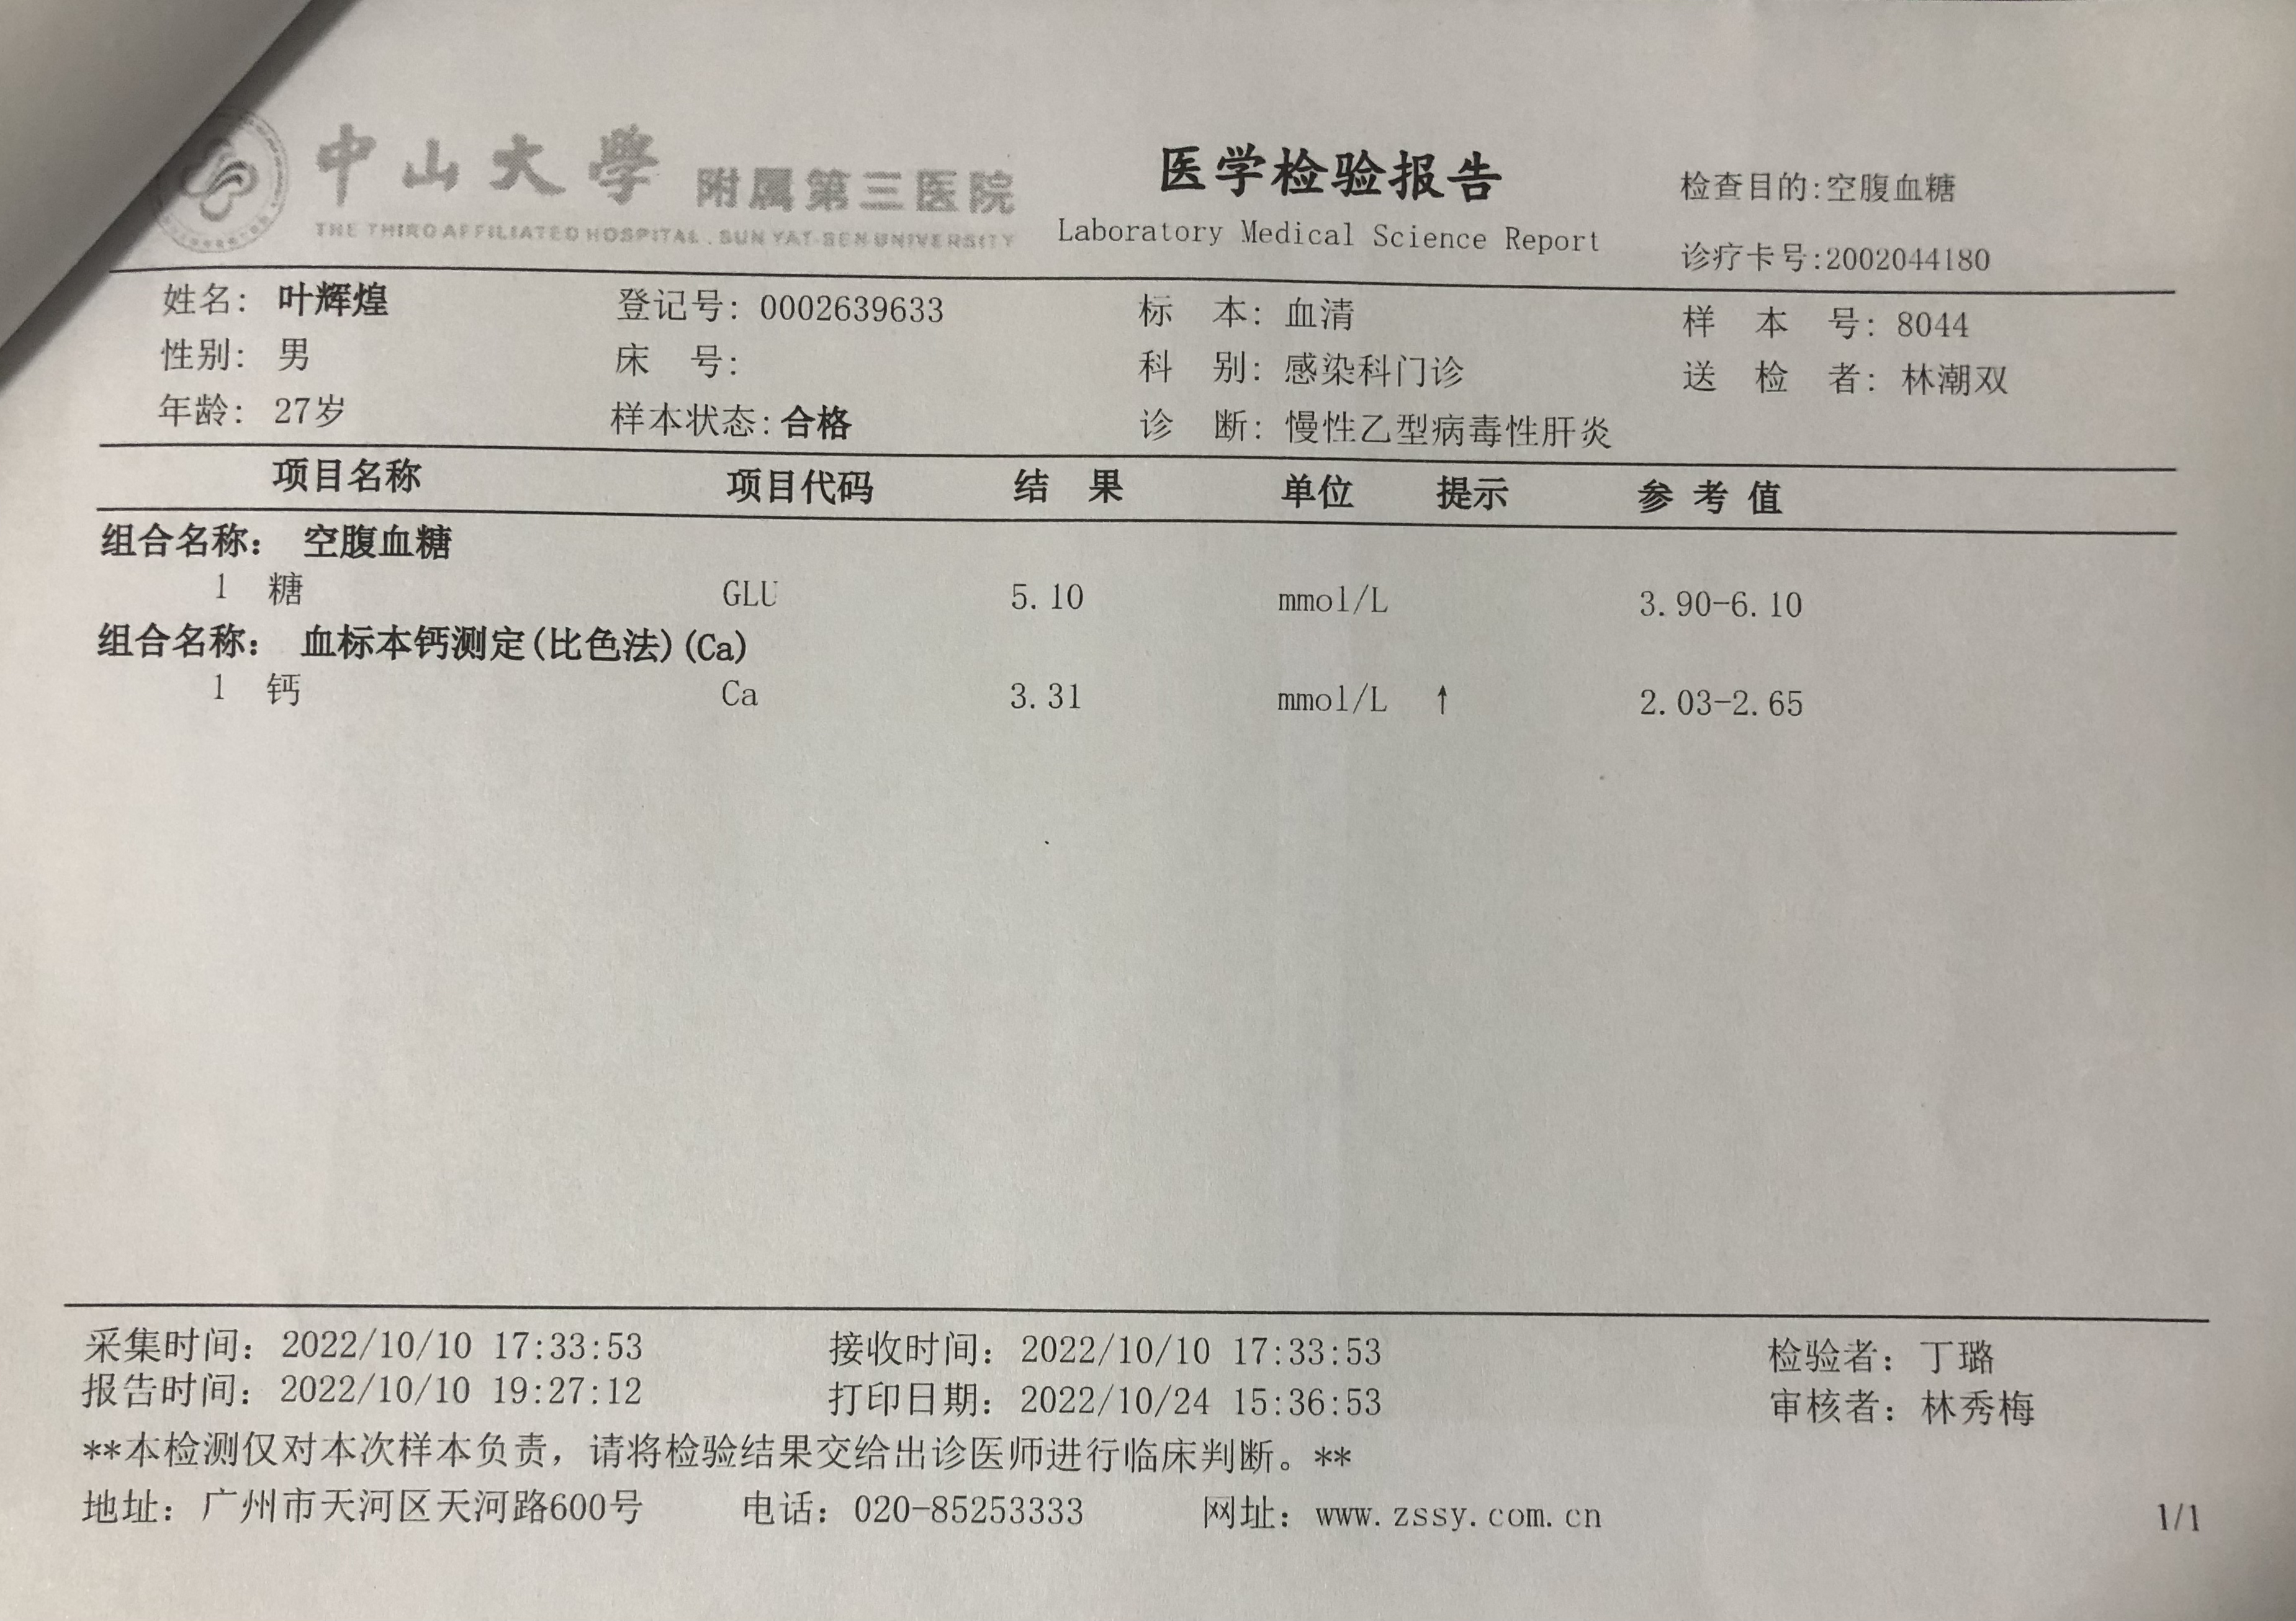 中山大學 附属第三医院 医学检验报告 检查目的:空腹血糖
THE THIRD AFFILIATED HOSPITAL, SUN YAT-SEN UNIVERSITY Laboratory Medical Science Report 诊疗卡号:2002044180
姓名: 叶辉煌 登记号: 0002639633 标 本: 血清 样 本 号: 8044
性别: 男 床 号: 科 别: 感染科门诊 送 检 者: 林潮双
年龄: 27岁 样本状态: 合格 诊 断: 慢性乙型病毒性肝炎
项目名称 项目代码 结 果 单位 提示 参 考 值
组合名称: 空腹血糖
1 糖 GLU 5.10 mmol/L 3.90-6.10
组合名称: 血标本钙测定(比色法)(Ca)
1 钙 Ca 3.31 mmol/L ↑ 2.03-2.65
采集时间: 2022/10/10 17:33:53 接收时间: 2022/10/10 17:33:53 检验者: 丁璐
报告时间: 2022/10/10 19:27:12 打印日期: 2022/10/24 15:36:53 审核者: 林秀梅
**本检测仅对本次样本负责，请将检验结果交给出诊医师进行临床判断。**
地址: 广州市天河区天河路600号 电话: 020-85253333 网址: www.zssy.com.cn 1/1